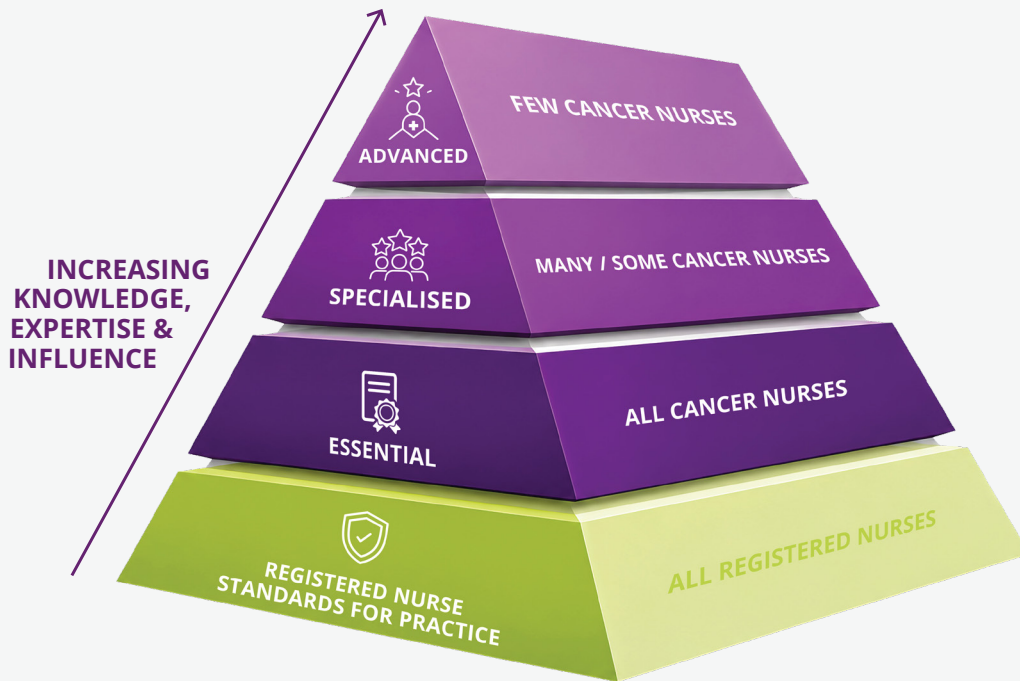 ADVANCED
FEW CANCER NURSES
SPECIALISED
MANY / SOME CANCER NURSES
INCREASING
KNOWLEDGE,
EXPERTISE &
INFLUENCE
ESSENTIAL
ALL CANCER NURSES
REGISTERED NURSE
STANDARDS FOR PRACTICE
ALL REGISTERED NURSES